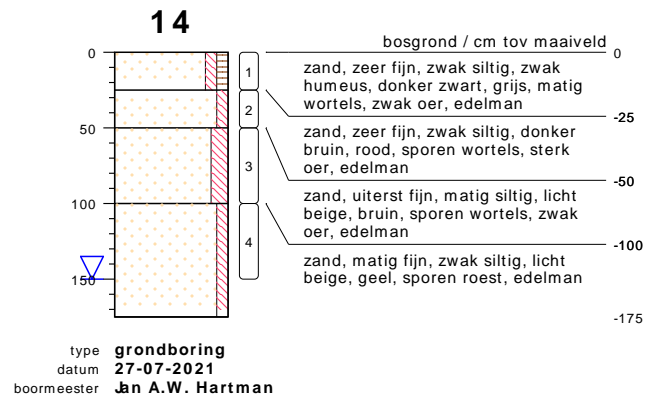 14
bosgrond / cm tov maaiveld
0
0
1
zand, zeer fijn, zwak siltig, zwak
humeus, donker zwart, grijs, matig
wortels, zwak oer, edelman
-25
2
50
zand, zeer fijn, zwak siltig, donker
bruin, rood, sporen wortels, sterk
oer, edelman
-50
3
100
zand, uiterst fijn, matig siltig, licht
beige, bruin, sporen wortels, zwak
oer, edelman
-100
4
150
zand, matig fijn, zwak siltig, licht
beige, geel, sporen roest, edelman
-175
type grondboring
datum 27-07-2021
boormeester Jan A.W. Hartman